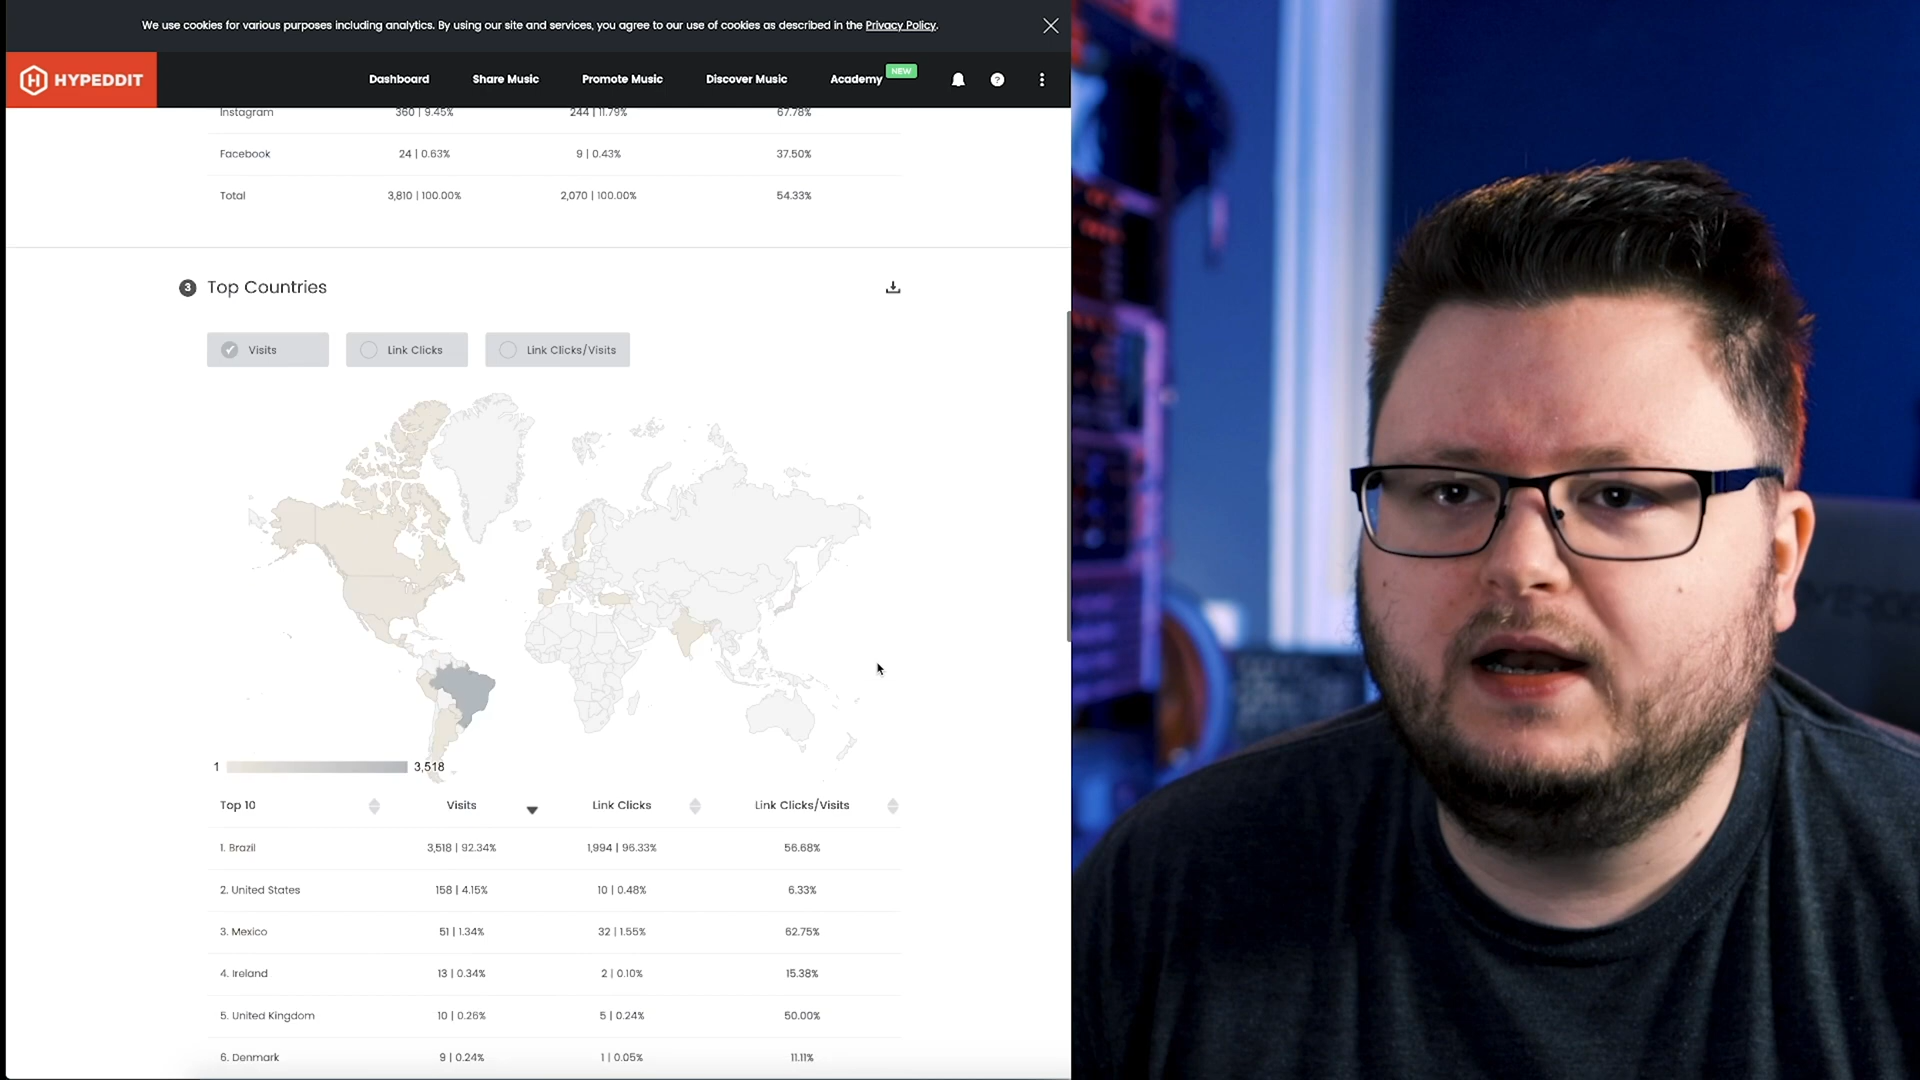 We use cookies for various purposes including analytics. By using our site and services, you agree to our use of cookies as described in the Privacy Policy.
HYPEDDIT
Dashboard Share Music Promote Music Discover Music Academy NEW
Instagram 360 | 9.45% 244 | 11.79% 67.78%
Facebook 24 | 0.63% 9 | 0.43% 37.50%
Total 3,810 | 100.00% 2,070 | 100.00% 54.33%
3 Top Countries
Visits Link Clicks Link Clicks/Visits
1 3,518
Top 10 Visits Link Clicks Link Clicks/Visits
1. Brazil 3,518 | 92.34% 1,994 | 96.33% 56.68%
2. United States 158 | 4.15% 10 | 0.48% 6.33%
3. Mexico 51 | 1.34% 32 | 1.55% 62.75%
4. Ireland 13 | 0.34% 2 | 0.10% 15.38%
5. United Kingdom 10 | 0.26% 5 | 0.24% 50.00%
6. Denmark 9 | 0.24% 1 | 0.05% 11.11%